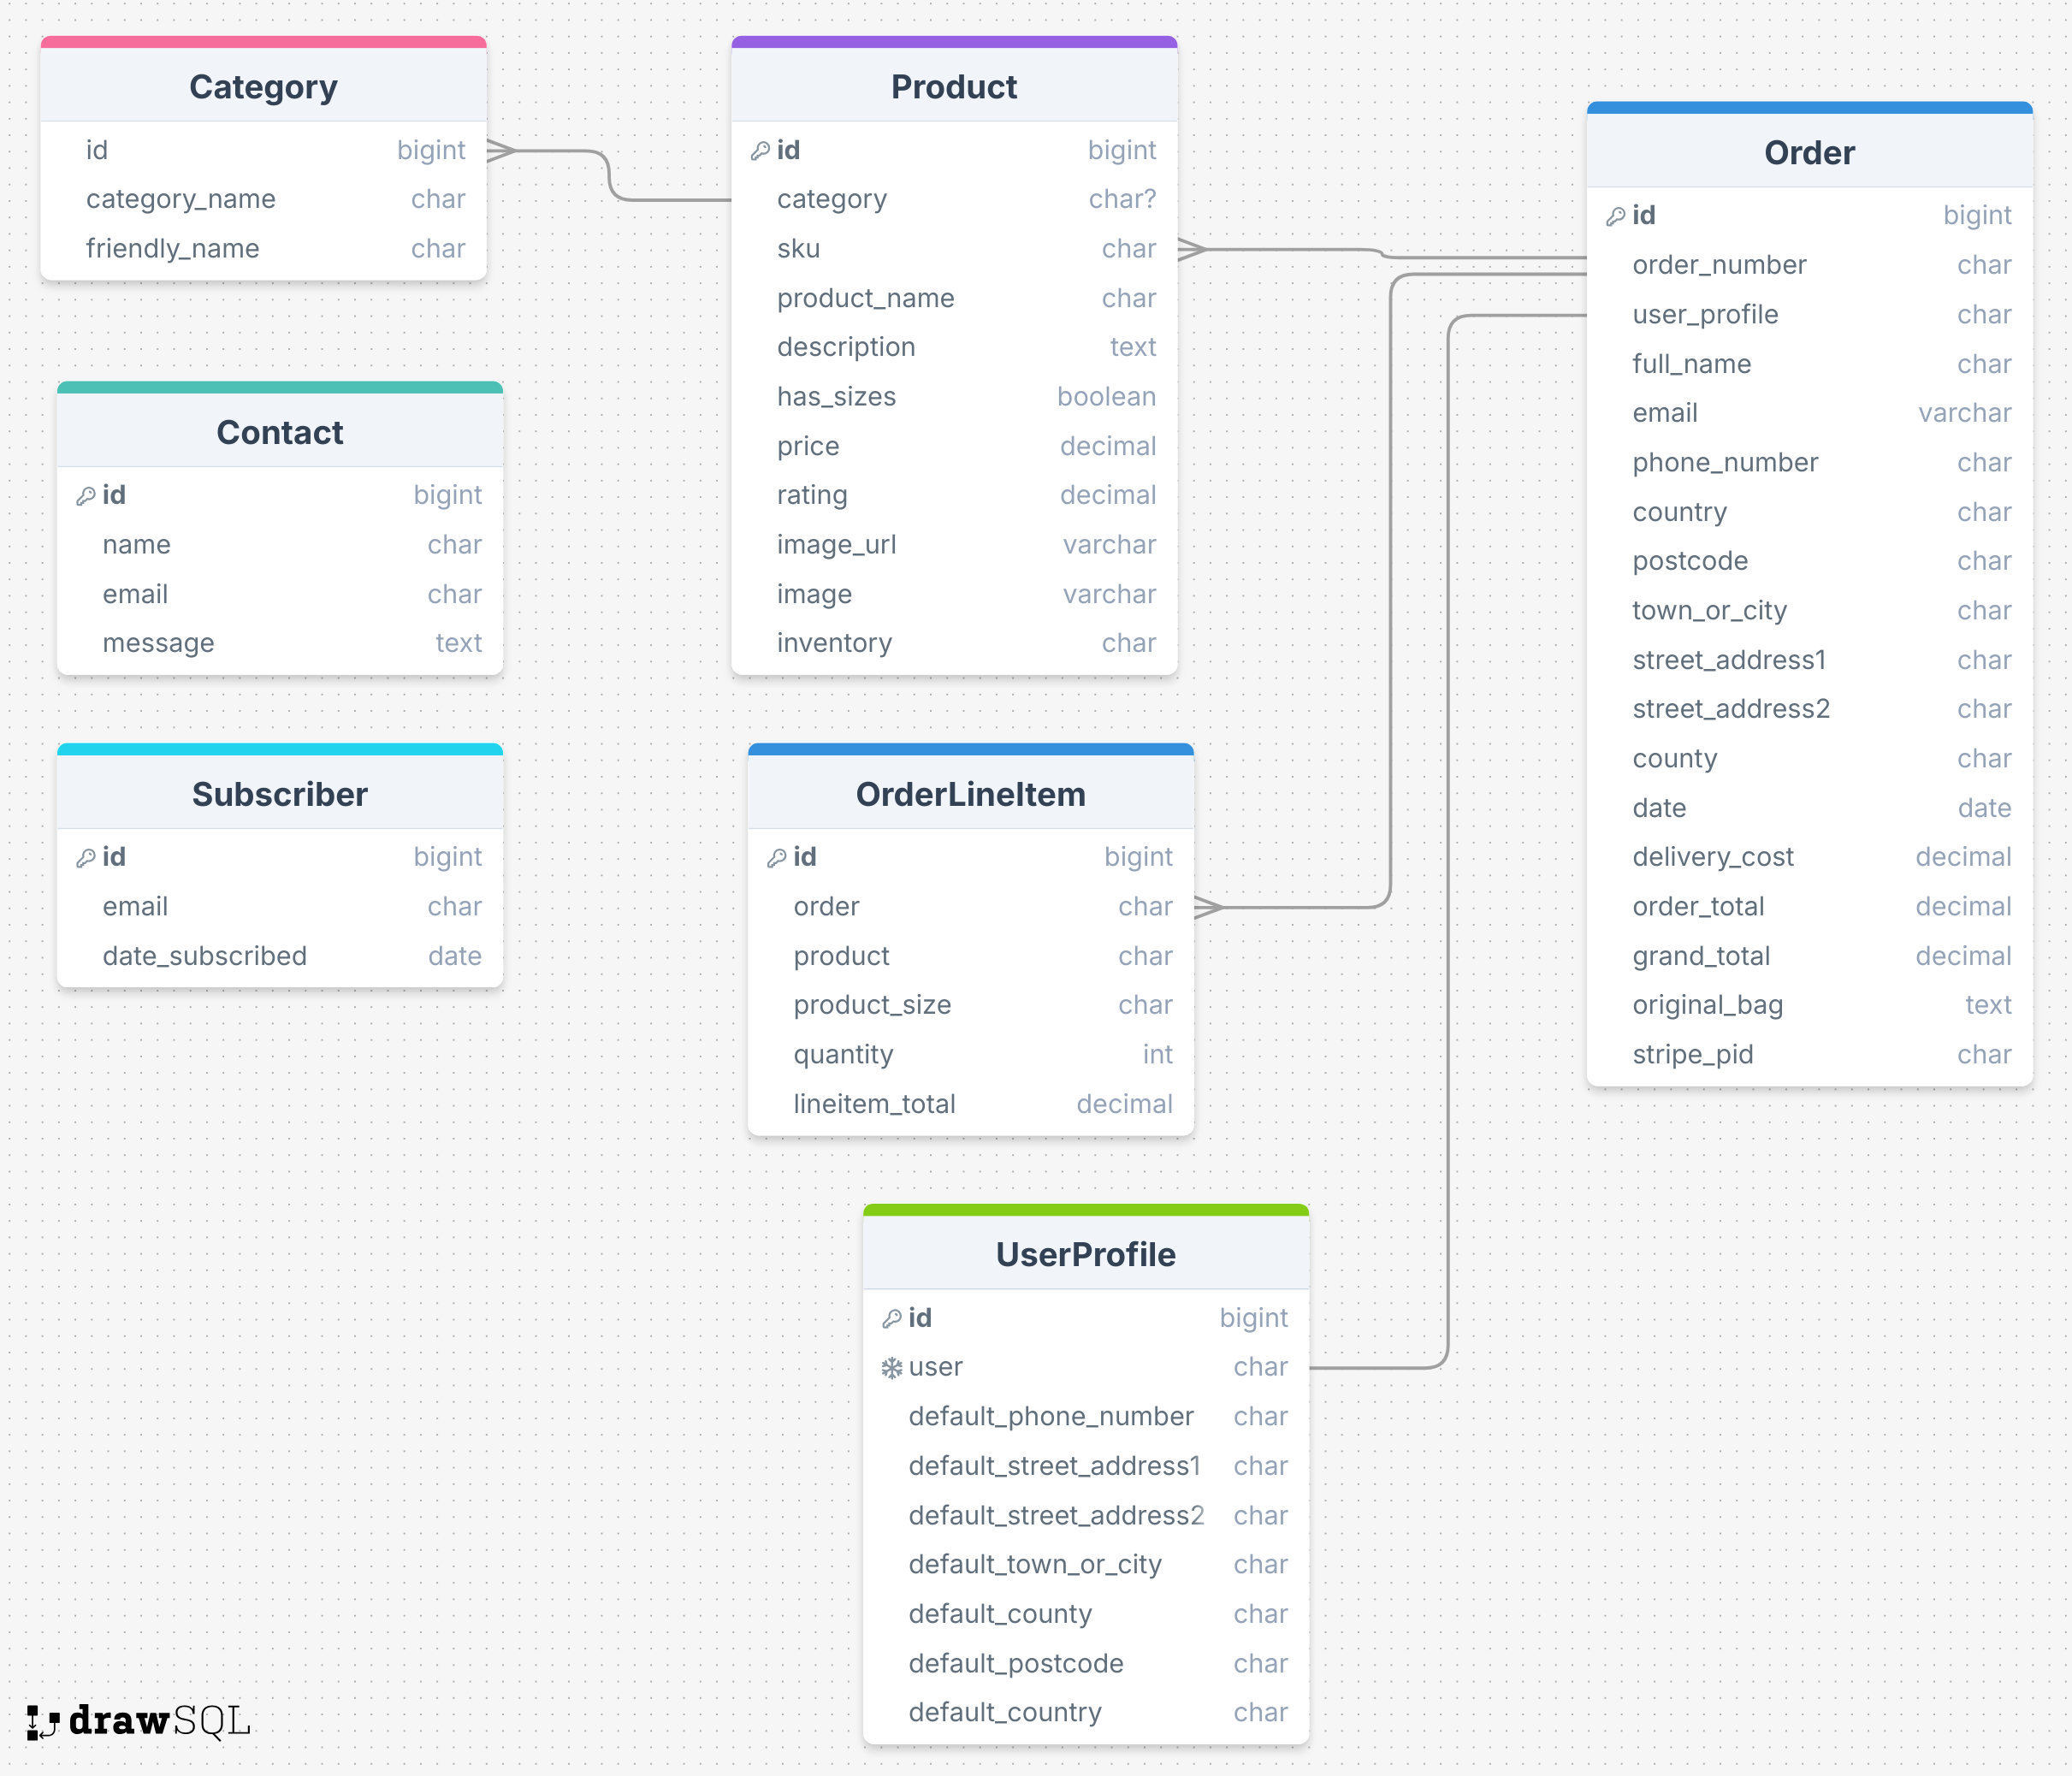 Category
id bigint
category_name char
friendly_name char
Contact
id bigint
name char
email char
message text
Subscriber
id bigint
email char
date_subscribed date
Product
id bigint
category char?
sku char
product_name char
description text
has_sizes boolean
price decimal
rating decimal
image_url varchar
image varchar
inventory char
OrderLineItem
id bigint
order char
product char
product_size char
quantity int
lineitem_total decimal
UserProfile
id bigint
user char
default_phone_number char
default_street_address1 char
default_street_address2 char
default_town_or_city char
default_county char
default_postcode char
default_country char
Order
id bigint
order_number char
user_profile char
full_name char
email varchar
phone_number char
country char
postcode char
town_or_city char
street_address1 char
street_address2 char
county char
date date
delivery_cost decimal
order_total decimal
grand_total decimal
original_bag text
stripe_pid char
drawSQL